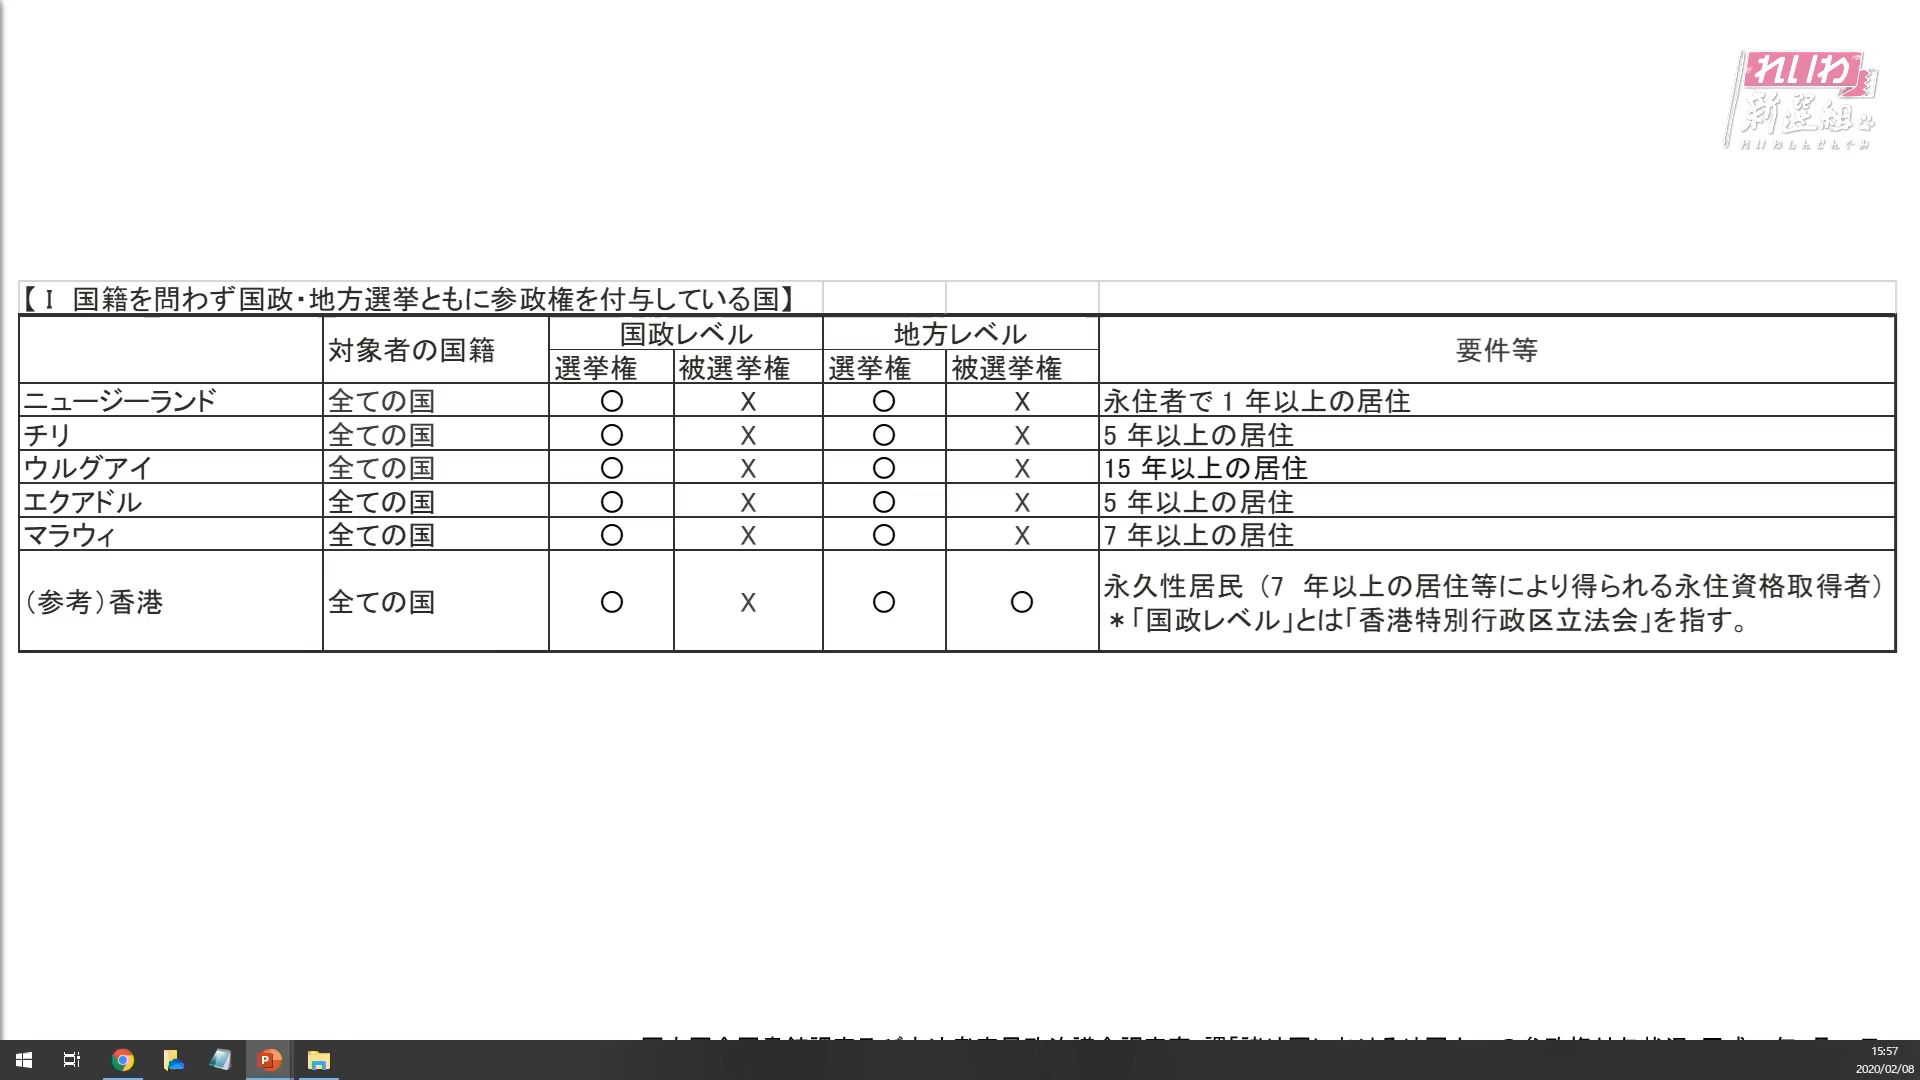 れいわ
新選組
れいわしんせんぐみ
【Ⅰ 国籍を問わず国政・地方選挙ともに参政権を付与している国】
対象者の国籍 国政レベル 地方レベル 要件等
選挙権 被選挙権 選挙権 被選挙権
ニュージーランド 全ての国 〇 X 〇 X 永住者で 1 年以上の居住
チリ 全ての国 〇 X 〇 X 5 年以上の居住
ウルグアイ 全ての国 〇 X 〇 X 15 年以上の居住
エクアドル 全ての国 〇 X 〇 X 5 年以上の居住
マラウィ 全ての国 〇 X 〇 X 7 年以上の居住
（参考）香港 全ての国 〇 X 〇 〇 永久性居民（7 年以上の居住等により得られる永住資格取得者）
＊「国政レベル」とは「香港特別行政区立法会」を指す。
15:57
2020/02/08